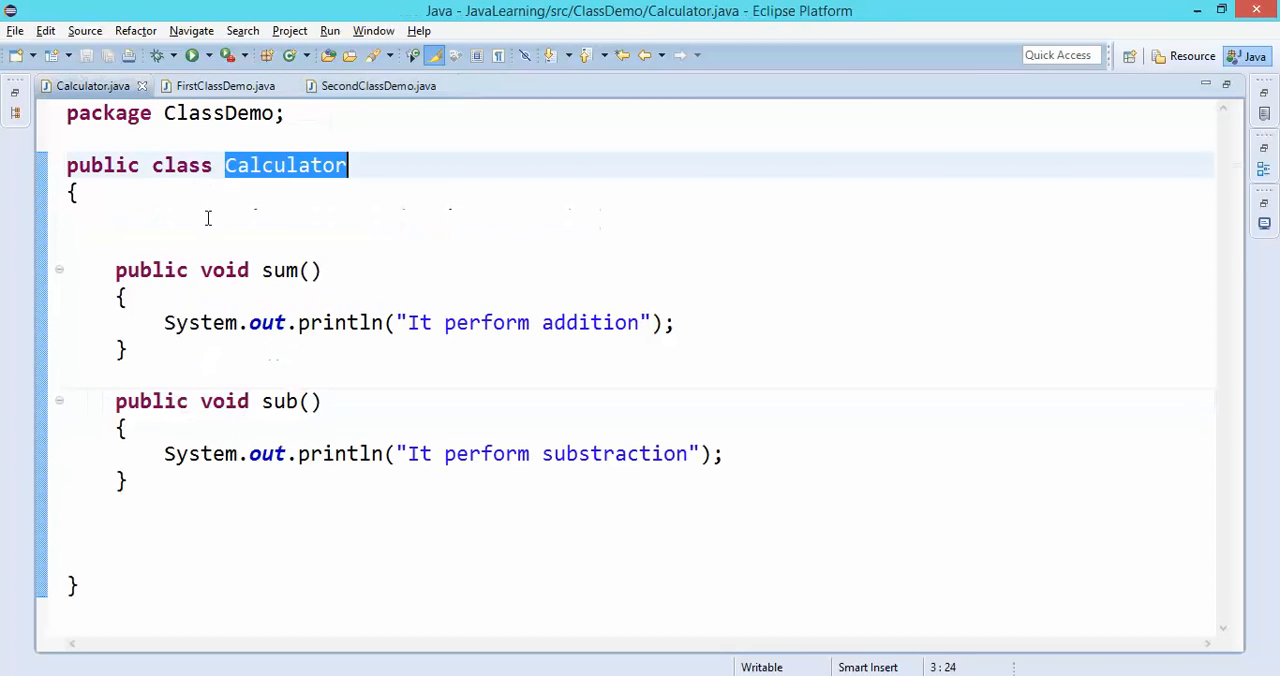 Java - JavaLearning/src/ClassDemo/Calculator.java - Eclipse Platform
File Edit Source Refactor Navigate Search Project Run Window Help
Quick Access Resource Java
Calculator.java FirstClassDemo.java SecondClassDemo.java
package ClassDemo;
public class Calculator
{
public void sum()
{
System.out.println("It perform addition");
}
public void sub()
{
System.out.println("It perform substraction");
}
}
Writable Smart Insert 3 : 24